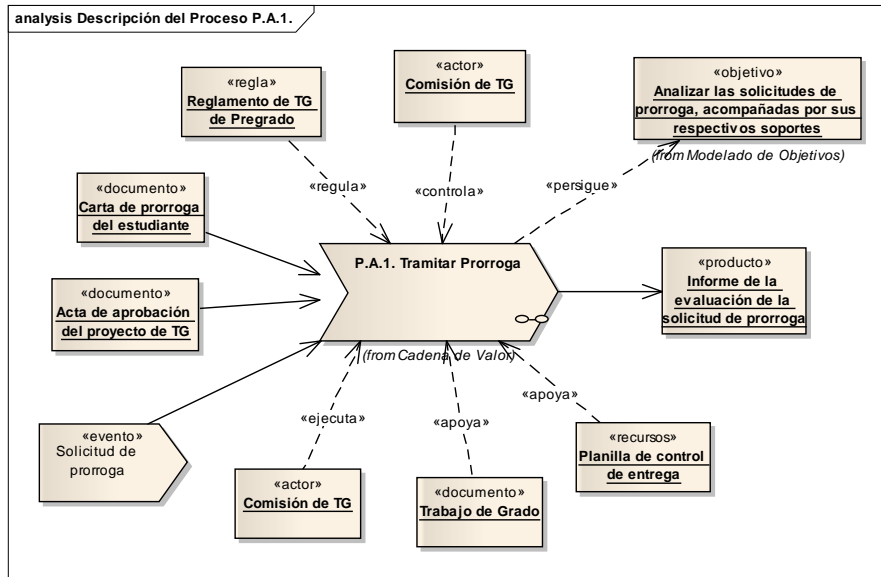 analysis Descripción del Proceso P.A.1.
«regla»
Reglamento de TG
de Pregrado
«actor»
Comisión de TG
«objetivo»
Analizar las solicitudes de
prorroga, acompañadas por sus
respectivos soportes
(from Modelado de Objetivos)
«regula»
«controla»
«persigue»
«documento»
Carta de prorroga
del estudiante
«documento»
Acta de aprobación
del proyecto de TG
P.A.1. Tramitar Prorroga
(from Cadena de Valor)
«producto»
Informe de la
evaluación de la
solicitud de prorroga
«evento»
Solicitud de
prorroga
«ejecuta»
«apoya»
«apoya»
«actor»
Comisión de TG
«documento»
Trabajo de Grado
«recursos»
Planilla de control
de entrega